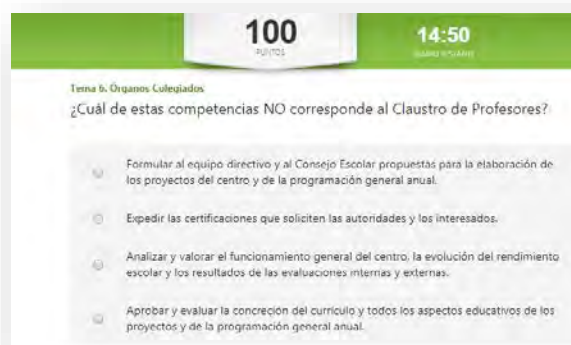 100
PUNTOS
14:50
Tema 6. Órganos Colegiados
¿Cuál de estas competencias NO corresponde al Claustro de Profesores?
Formular al equipo directivo y al Consejo Escolar propuestas para la elaboración de
los proyectos del centro y de la programación general anual.
Expedir las certificaciones que soliciten las autoridades y los interesados.
Analizar y valorar el funcionamiento general del centro, la evolución del rendimiento
escolar y los resultados de las evaluaciones internas y externas.
Aprobar y evaluar la concreción del currículo y todos los aspectos educativos de los
proyectos y de la programación general anual.